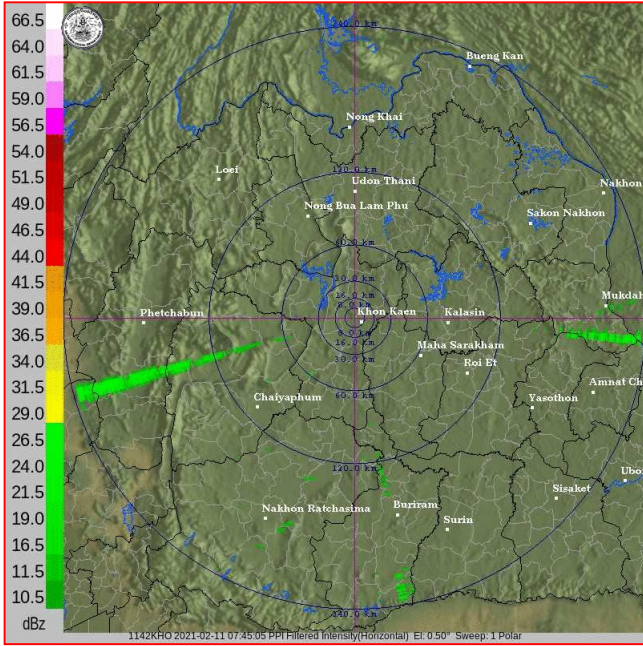 66.5
64.0
61.5
59.0
56.5
54.0
51.5
49.0
46.5
44.0
41.5
39.0
36.5
34.0
31.5
29.0
26.5
24.0
21.5
19.0
16.5
13.5
10.5
dBz
240.0 km
Bueng Kan
Nong Khai
Loei
120.0 km
Udon Thani
Nakhon
Nong Bua Lam Phu
Sakon Nakhon
60.0 km
30.0 km
16.0 km
Mukdah
Phetchabun
Khon Kaen
Kalasin
16.0 km
30.0 km
Maha Sarakham
Roi Et
60.0 km
Amnat Ch
Chaiyaphum
Yasothon
120.0 km
Ubo
Nakhon Ratchasima
Buriram
Surin
Sisaket
240.0 km
1142KHO 2021-02-11 07:45:05 PPI Filtered Intensity(Horizontal) El: 0.50° Sweep: 1 Polar